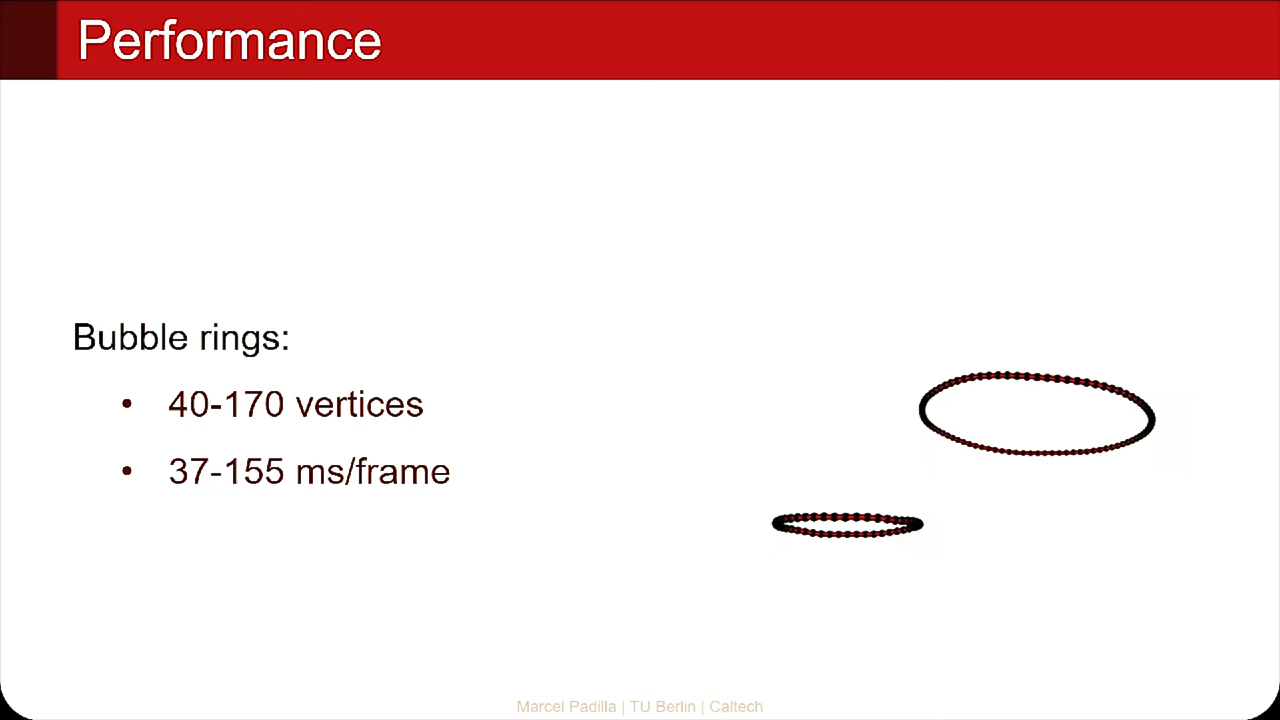 Performance
Bubble rings:
• 40-170 vertices
• 37-155 ms/frame
Marcel Padilla | TU Berlin | Caltech